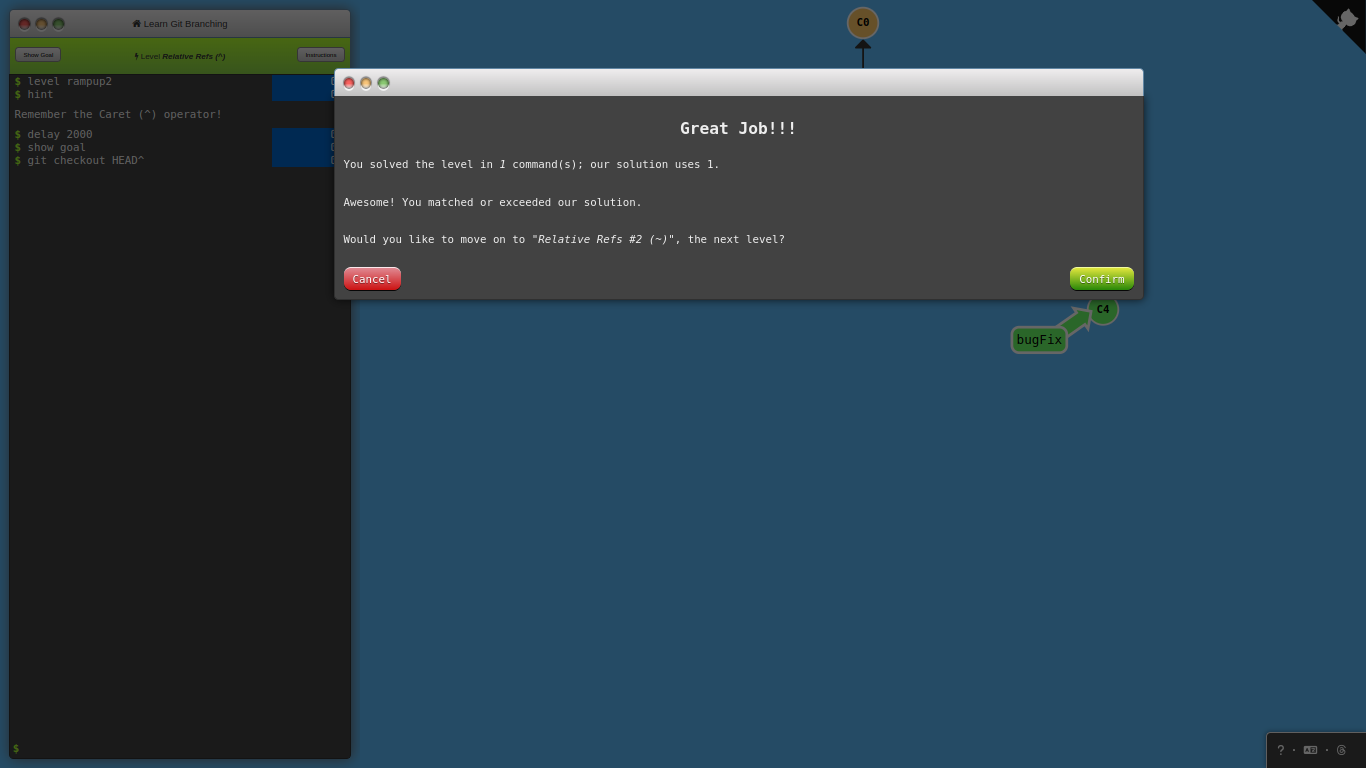 Learn Git Branching
Show Goal
Level Relative Refs (^)
Instructions
$ level rampup2
$ hint
Remember the Caret (^) operator!
$ delay 2000
$ show goal
$ git checkout HEAD^
$
C0
Great Job!!!
You solved the level in 1 command(s); our solution uses 1.
Awesome! You matched or exceeded our solution.
Would you like to move on to "Relative Refs #2 (~)", the next level?
Cancel
Confirm
C4
bugFix
? · ·